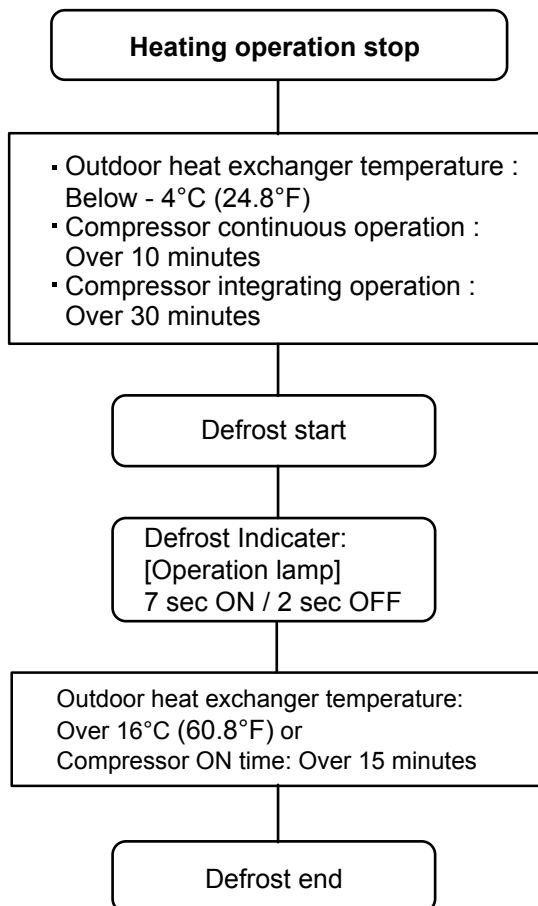 Heating operation stop
▪ Outdoor heat exchanger temperature :
Below - 4°C (24.8°F)
▪ Compressor continuous operation :
Over 10 minutes
▪ Compressor integrating operation :
Over 30 minutes
Defrost start
Defrost Indicater:
[Operation lamp]
7 sec ON / 2 sec OFF
Outdoor heat exchanger temperature:
Over 16°C (60.8°F) or
Compressor ON time: Over 15 minutes
Defrost end